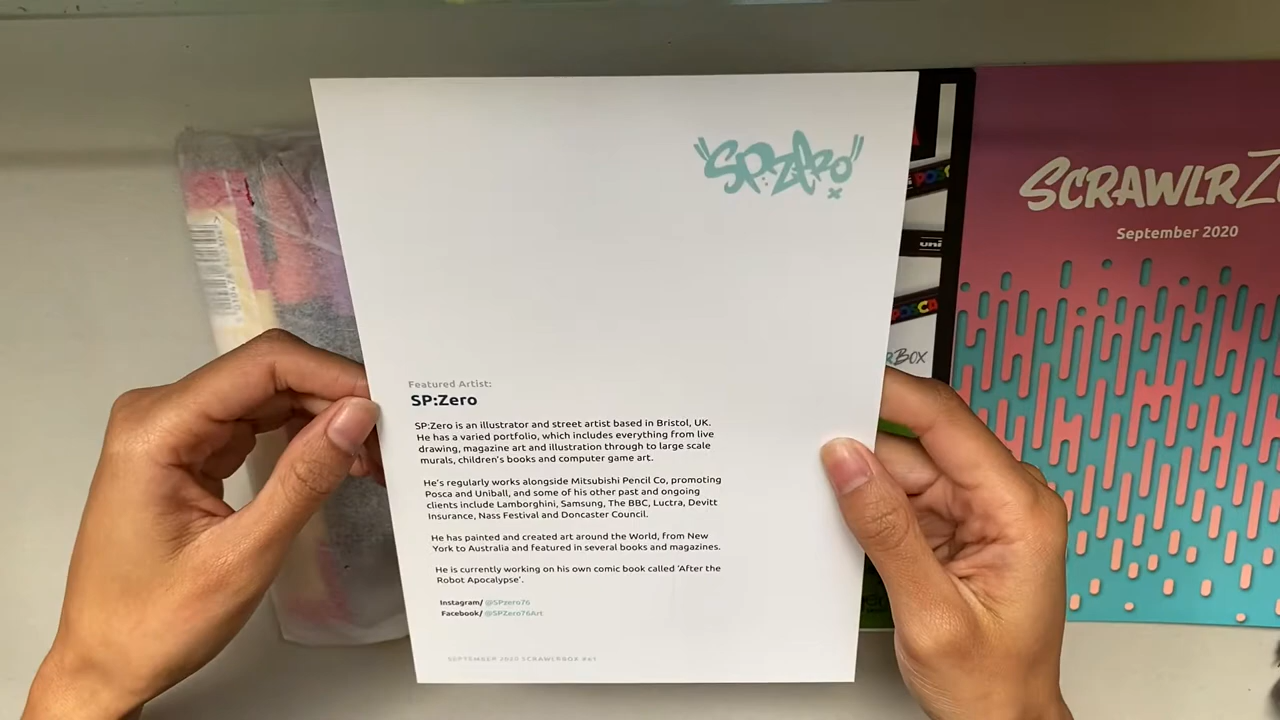 SPZero
Featured Artist:
SP:Zero
SP:Zero is an illustrator and street artist based in Bristol, UK.
He has a varied portfolio, which includes everything from live
drawing, magazine art and illustration through to large scale
murals, children's books and computer game art.
He's regularly works alongside Mitsubishi Pencil Co, promoting
Posca and Uniball, and some of his other past and ongoing
clients include Lamborghini, Samsung, The BBC, Luctra, Devitt
Insurance, Nass Festival and Doncaster Council.
He has painted and created art around the World, from New
York to Australia and featured in several books and magazines.
He is currently working on his own comic book called 'After the
Robot Apocalypse'.
Instagram/ @SPzero76
Facebook/ @SPZero76Art
SEPTEMBER 2020 SCRAWLRBOX #61
POSC
uni
POSCA
RBOX
SCRAWLRZ
September 2020